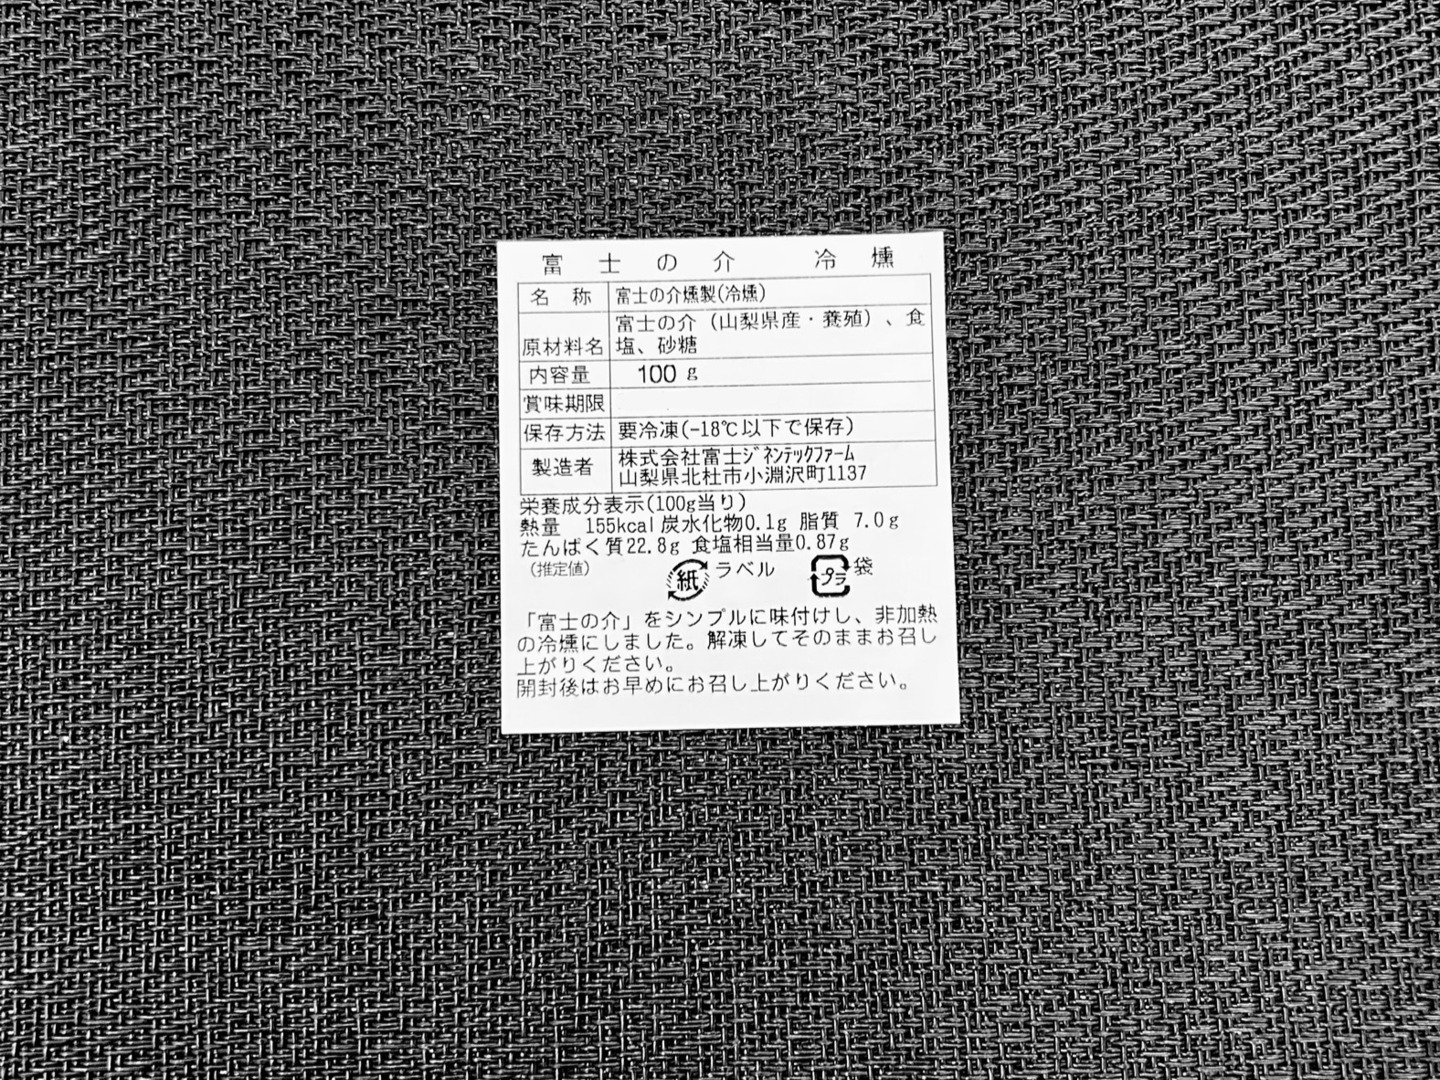 富士の介 冷燻
名称 富士の介燻製(冷燻)
原材料名 富士の介（山梨県産・養殖）、食
塩、砂糖
内容量 100 g
賞味期限
保存方法 要冷凍(-18℃以下で保存)
製造者 株式会社富士ｼﾞﾈﾝﾃｯｸﾌｧｰﾑ
山梨県北杜市小淵沢町1137
栄養成分表示(100g当り)
熱量 155kcal 炭水化物0.1g 脂質 7.0g
たんぱく質22.8g 食塩相当量0.87g
(推定値) 紙 ラベル プラ 袋
「富士の介」をシンプルに味付けし、非加熱
の冷燻にしました。解凍してそのままお召し
上がりください。
開封後はお早めにお召し上がりください。